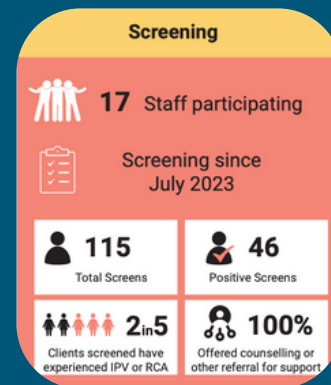 Screening
17 Staff participating
Screening since
July 2023
115
Total Screens
46
Positive Screens
2in5
Clients screened have
experienced IPV or RCA
100%
Offered counselling or
other referral for support